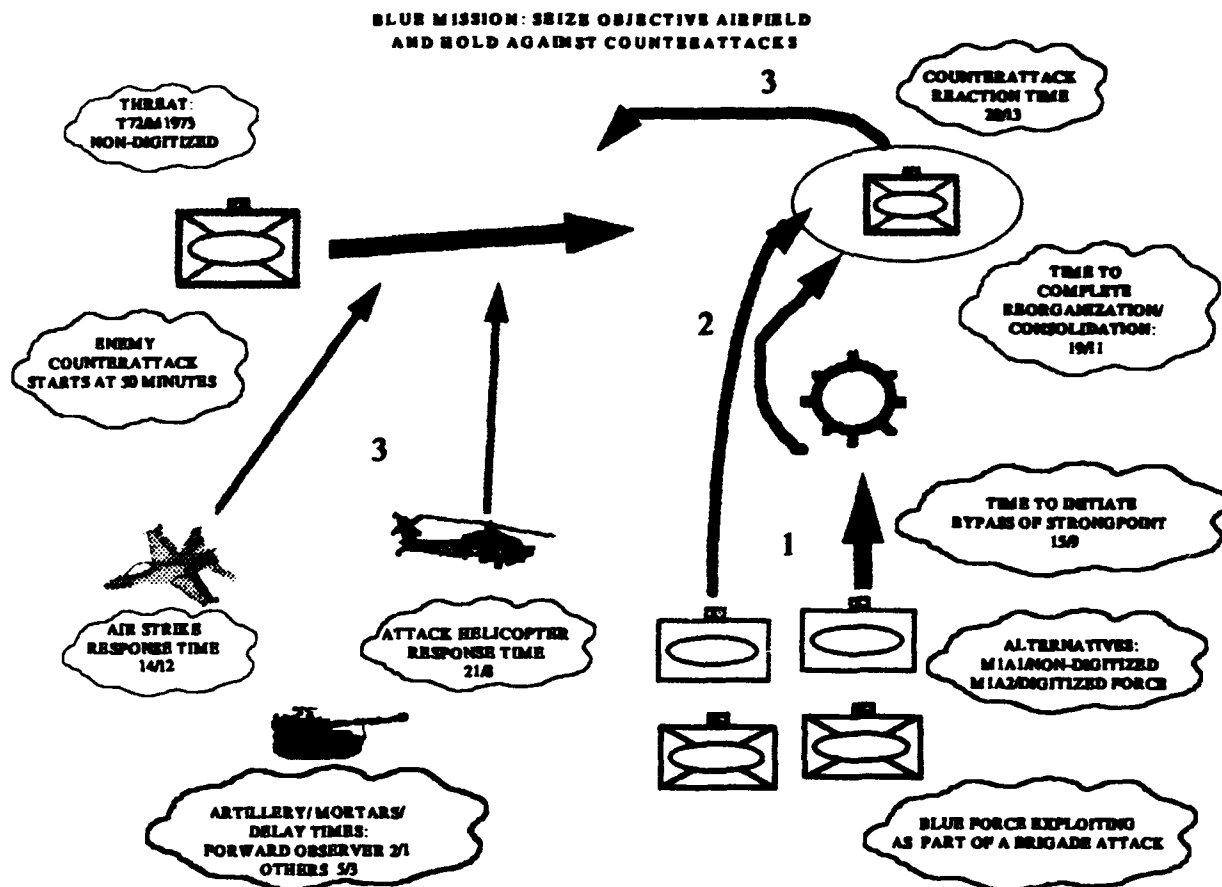 BLUE MISSION: SEIZE OBJECTIVE AIRFIELD
AND HOLD AGAINST COUNTERATTACKS
3
COUNTERATTACK
REACTION TIME
20/13
THREAT:
T72/M1973
NON-DIGITIZED
2
TIME TO
COMPLETE
REORGANIZATION/
CONSOLIDATION:
19/11
ENEMY
COUNTERATTACK
STARTS AT 30 MINUTES
3
TIME TO INITIATE
BYPASS OF STRONGPOINT
15/9
1
AIR STRIKE
RESPONSE TIME
14/12
ATTACK HELICOPTER
RESPONSE TIME
21/8
ALTERNATIVES:
M1A1/NON-DIGITIZED
M1A2/DIGITIZED FORCE
ARTILLERY/MORTARS/
DELAY TIMES:
FORWARD OBSERVER 2/1
OTHERS 5/3
BLUE FORCE EXPLOITING
AS PART OF A BRIGADE ATTACK